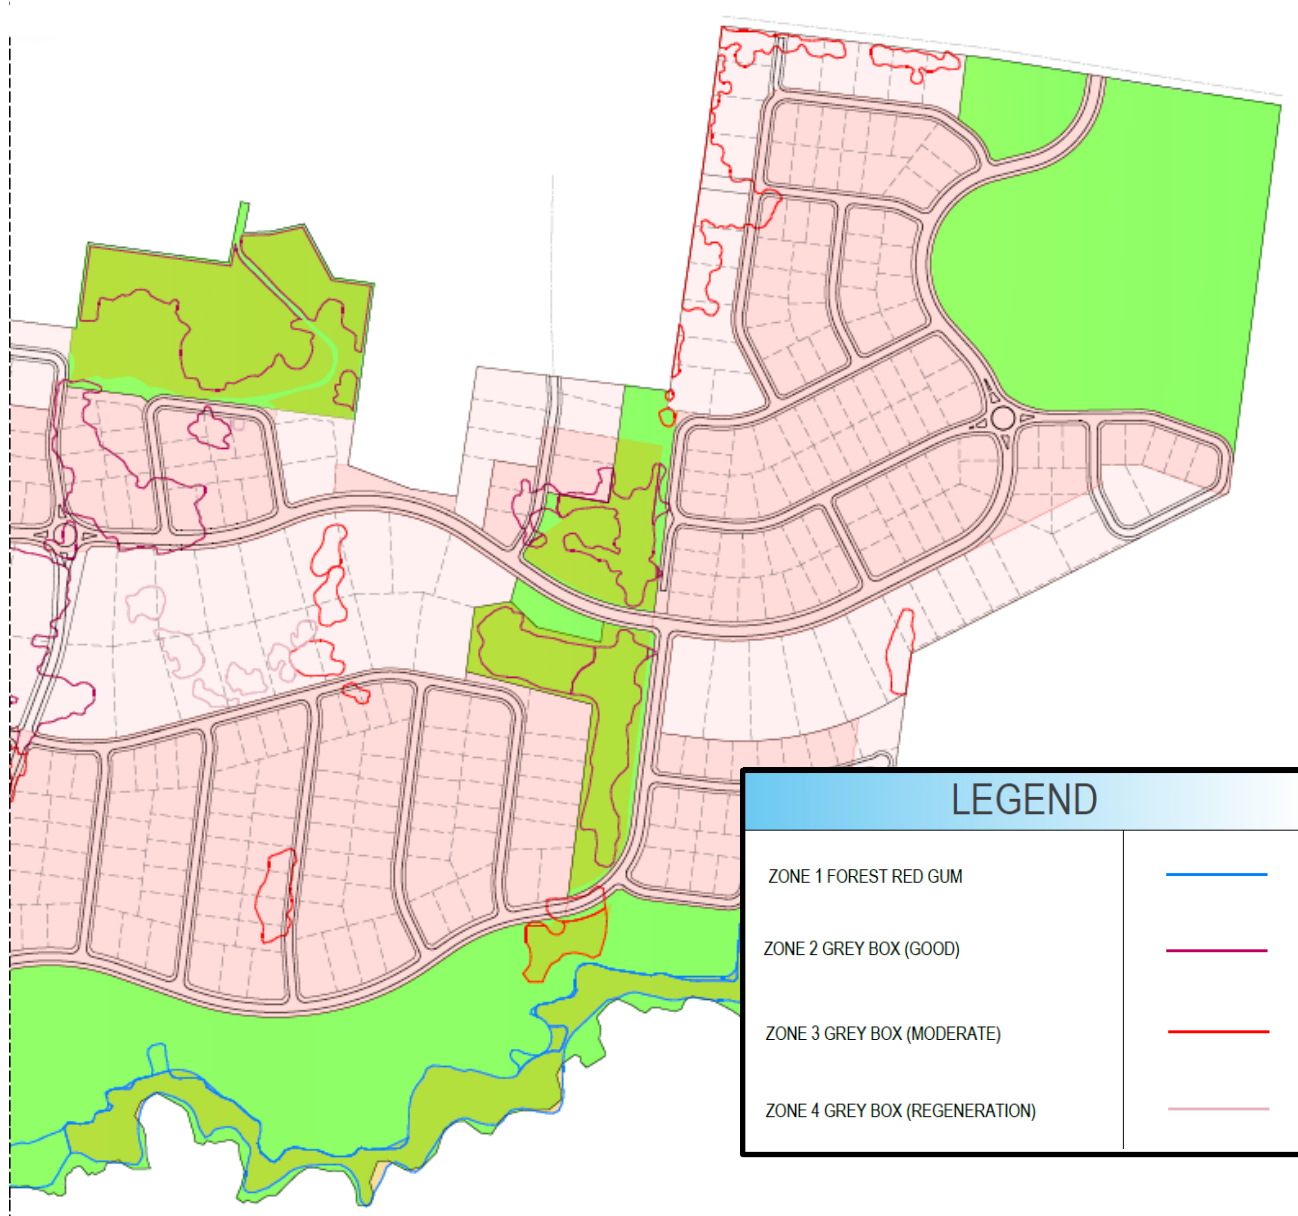 LEGEND
ZONE 1 FOREST RED GUM
ZONE 2 GREY BOX (GOOD)
ZONE 3 GREY BOX (MODERATE)
ZONE 4 GREY BOX (REGENERATION)